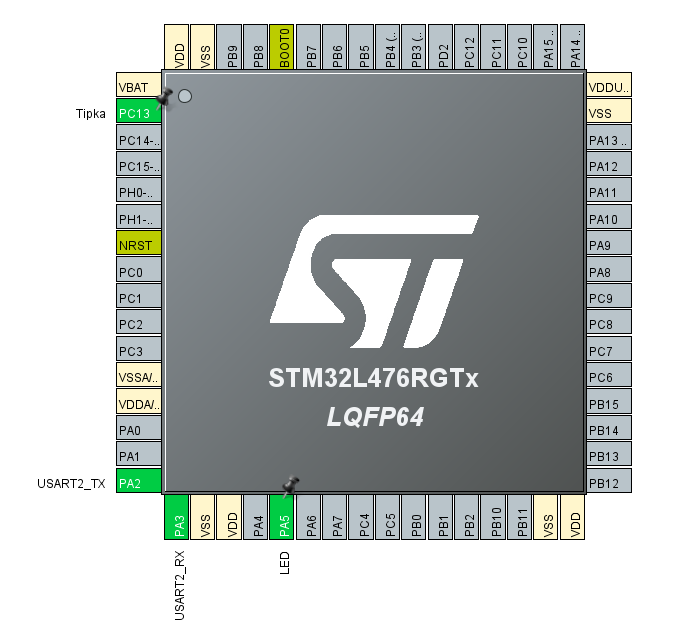 VDD
VSS
PB9
PB8
BOOT0
PB7
PB6
PB5
PB4 (..
PB3 (..
PD2
PC12
PC11
PC10
PA15 ..
PA14 ..
VBAT
Tipka PC13
PC14-..
PC15-..
PH0-..
PH1-..
NRST
PC0
PC1
PC2
PC3
VSSA/..
VDDA/..
PA0
PA1
USART2_TX PA2
VDDU..
VSS
PA13 ..
PA12
PA11
PA10
PA9
PA8
PC9
PC8
PC7
PC6
PB15
PB14
PB13
PB12
ST
STM32L476RGTx
LQFP64
PA3
VSS
VDD
PA4
PA5
PA6
PA7
PC4
PC5
PB0
PB1
PB2
PB10
PB11
VSS
VDD
USART2_RX
LED